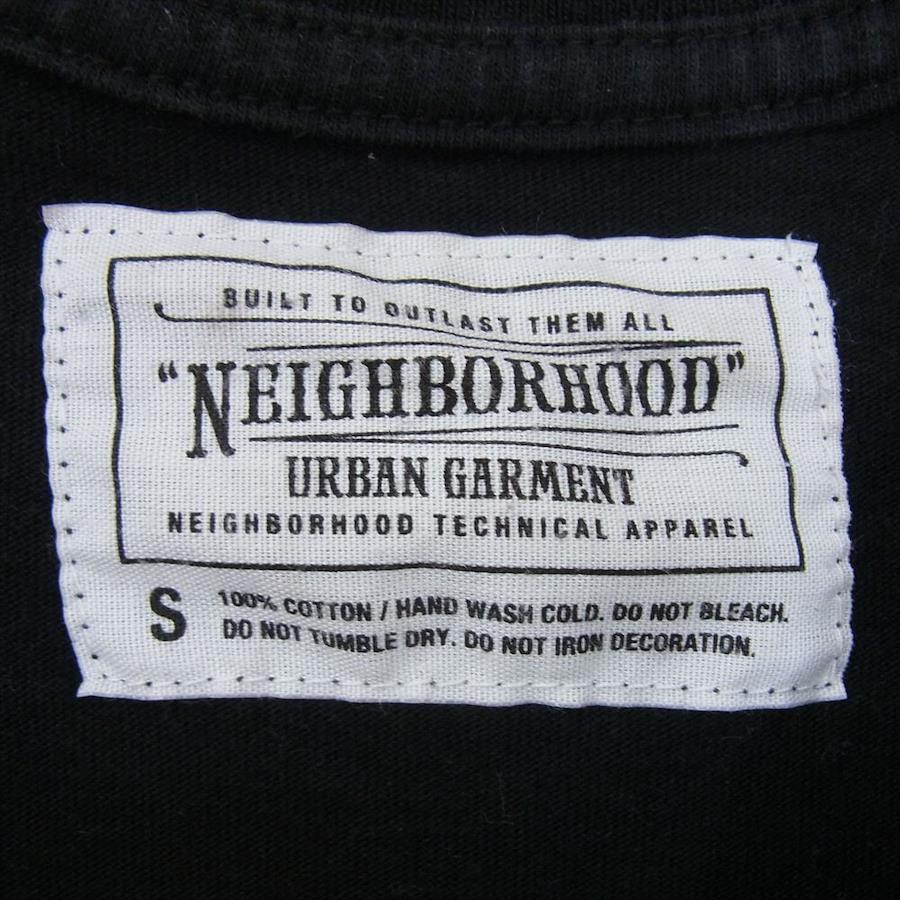 BUILT TO OUTLAST THEM ALL
“NEIGHBORHOOD”
URBAN GARMENT
NEIGHBORHOOD TECHNICAL APPAREL
S 100% COTTON / HAND WASH COLD. DO NOT BLEACH.
DO NOT TUMBLE DRY. DO NOT IRON DECORATION.